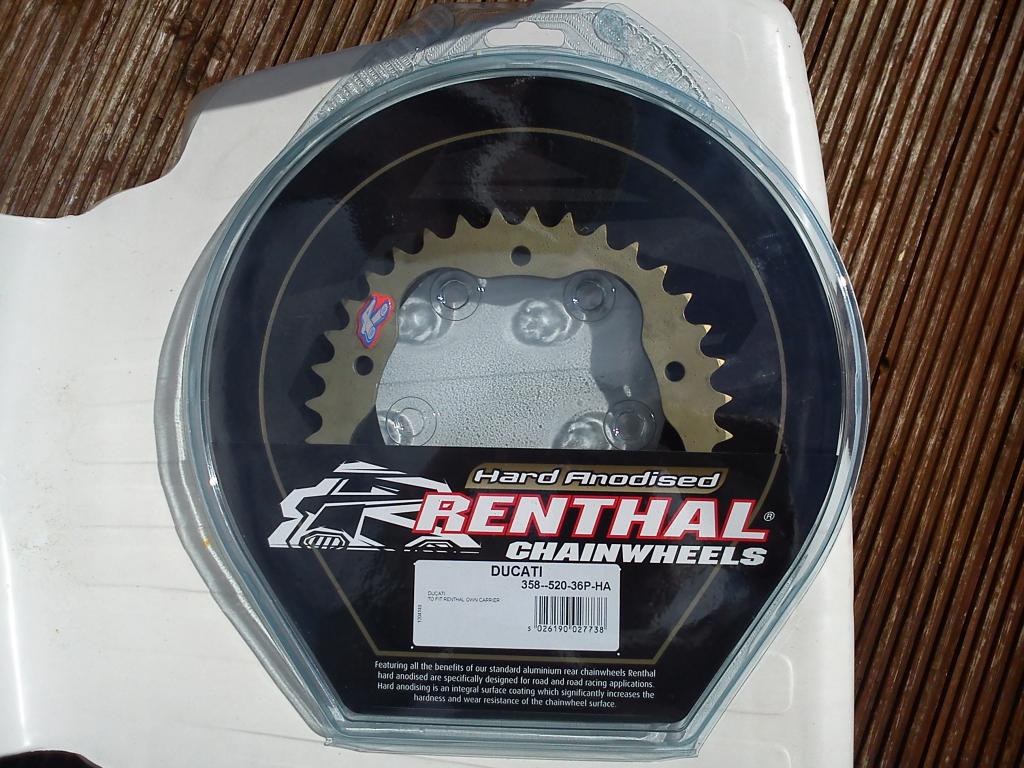 Hard Anodised
RENTHAL®
CHAINWHEELS
DUCATI
358--520-36P-HA
DUCATI
TO FIT RENTHAL OWN CARRIER
5 026190 027738
Featuring all the benefits of our standard aluminium rear chainwheels Renthal
hard anodised are specifically designed for road and road racing applications.
Hard anodising is an integral surface coating which significantly increases the
hardness and wear resistance of the chainwheel surface.